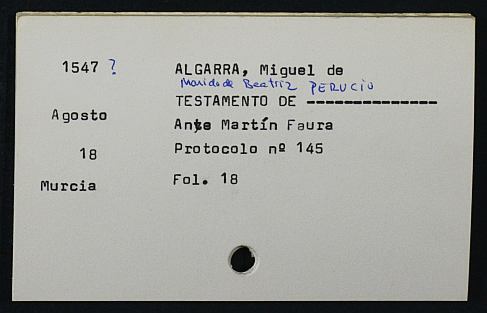 1547 ?
ALGARRA, Miguel de
Marido de Beatriz PERUCIO
TESTAMENTO DE --------------
Agosto
Ante Martín Faura
18
Protocolo nº 145
Murcia
Fol. 18